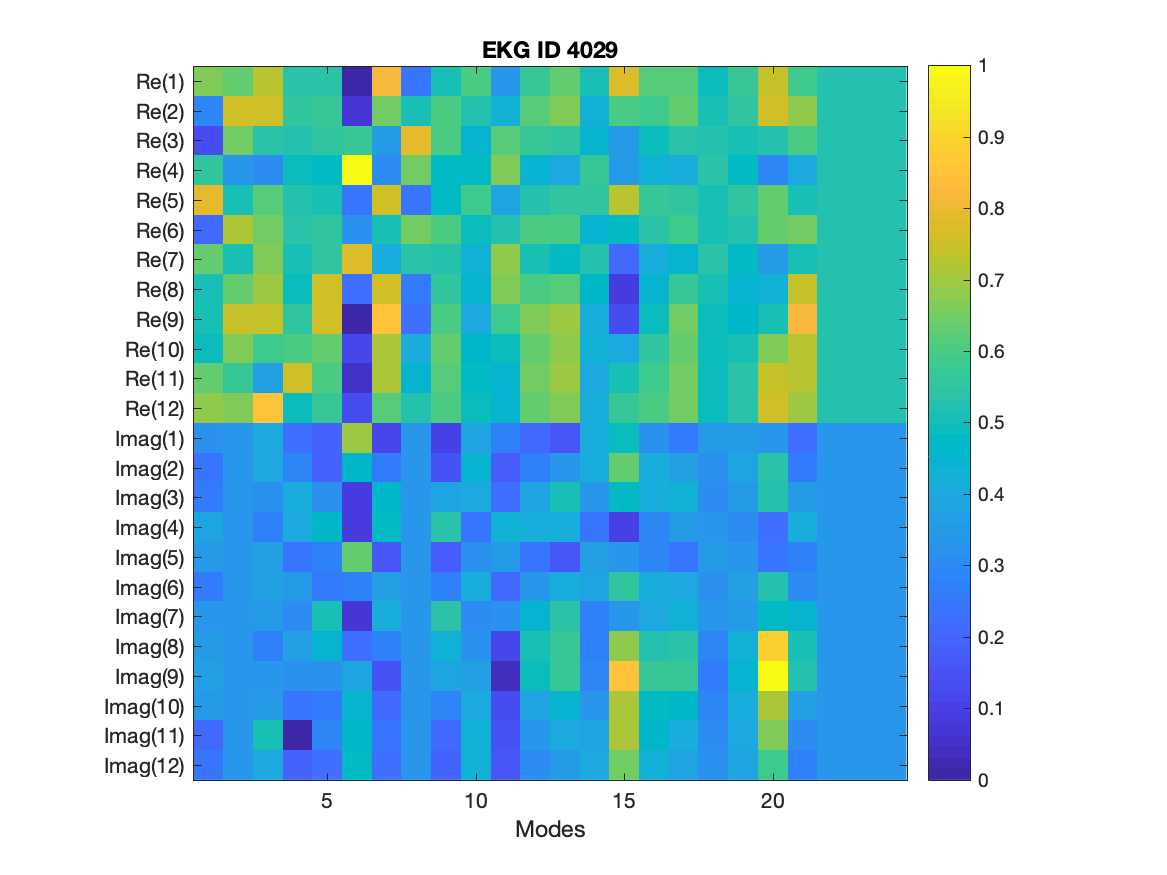 EKG ID 4029
Re(1)
Re(2)
Re(3)
Re(4)
Re(5)
Re(6)
Re(7)
Re(8)
Re(9)
Re(10)
Re(11)
Re(12)
Imag(1)
Imag(2)
Imag(3)
Imag(4)
Imag(5)
Imag(6)
Imag(7)
Imag(8)
Imag(9)
Imag(10)
Imag(11)
Imag(12)
5 10 15 20
Modes
1
0.9
0.8
0.7
0.6
0.5
0.4
0.3
0.2
0.1
0